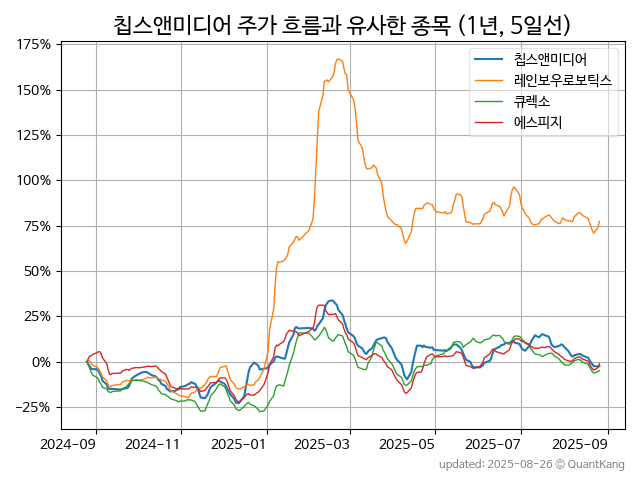 칩스앤미디어 주가 흐름과 유사한 종목 (1년, 5일선)
175%
150%
125%
100%
75%
50%
25%
0%
−25%
칩스앤미디어
레인보우로보틱스
큐렉소
에스피지
2024-09
2024-11
2025-01
2025-03
2025-05
2025-07
2025-09
updated: 2025-08-26 © QuantKang